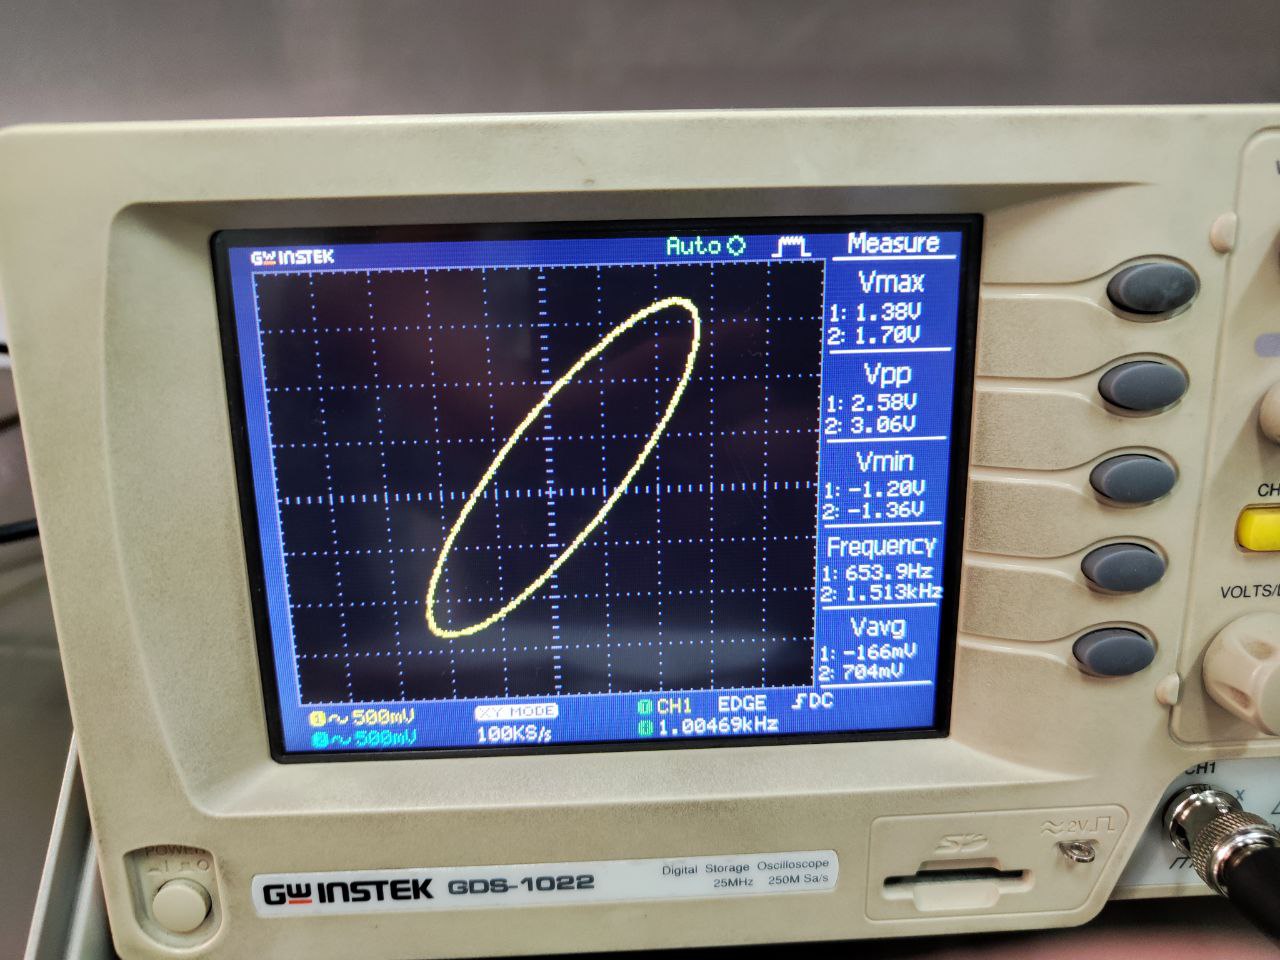 GW INSTEK
Auto
Measure
Vmax
1: 1.38V
2: 1.70V
Vpp
1: 2.58V
2: 3.06V
Vmin
1: -1.20V
2: -1.36V
Frequency
1: 653.9Hz
2: 1.513kHz
Vavg
1: -166mV
2: 704mV
1 ~ 500mV
XY MODE
CH1 EDGE DC
2 ~ 500mV
100KS/s
1.00469kHz
CH
VOLTS/
CH1
X
POWER
GW INSTEK GDS-1022
Digital Storage Oscilloscope
25MHz 250M Sa/s
SD
≈2V